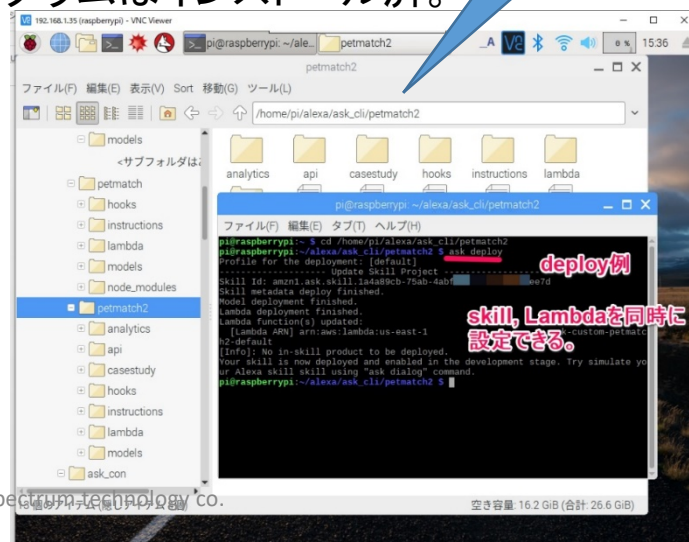 ラムはインストール済。
192.168.1.35 (raspberrypi) - VNC Viewer
pi@raspberrypi: ~/ale...
petmatch2
0 %
15:36
petmatch2
ファイル(F) 編集(E) 表示(V) Sort 移動(G) ツール(L)
/home/pi/alexa/ask_cli/petmatch2
models
<サブフォルダは
petmatch
hooks
instructions
lambda
models
node_modules
petmatch2
analytics
api
casestudy
hooks
instructions
lambda
models
ask_con
analytics
api
casestudy
hooks
instructions
lambda
pi@raspberrypi: ~/alexa/ask_cli/petmatch2
ファイル(F) 編集(E) タブ(T) ヘルプ(H)
pi@raspberrypi:~ $ cd /home/pi/alexa/ask_cli/petmatch2
pi@raspberrypi:~/alexa/ask_cli/petmatch2 $ ask deploy
Profile for the deployment: [default]
-------------------- Update Skill Project --------------------
Skill Id: amzn1.ask.skill.1a4a89cb-75ab-4abf ee7d
Skill metadata deploy finished.
Model deployment finished.
Lambda deployment finished.
Lambda function(s) updated:
[Lambda ARN] arn:aws:lambda:us-east-1 k-custom-petmatc
h2-default
[Info]: No in-skill product to be deployed.
Your skill is now deployed and enabled in the development stage. Try simulate yo
ur Alexa skill using "ask dialog" command.
pi@raspberrypi:~/alexa/ask_cli/petmatch2 $
deploy例
skill, Lambdaを同時に
設定できる。
spectrum technology co.
空き容量: 16.2 GiB (合計: 26.6 GiB)